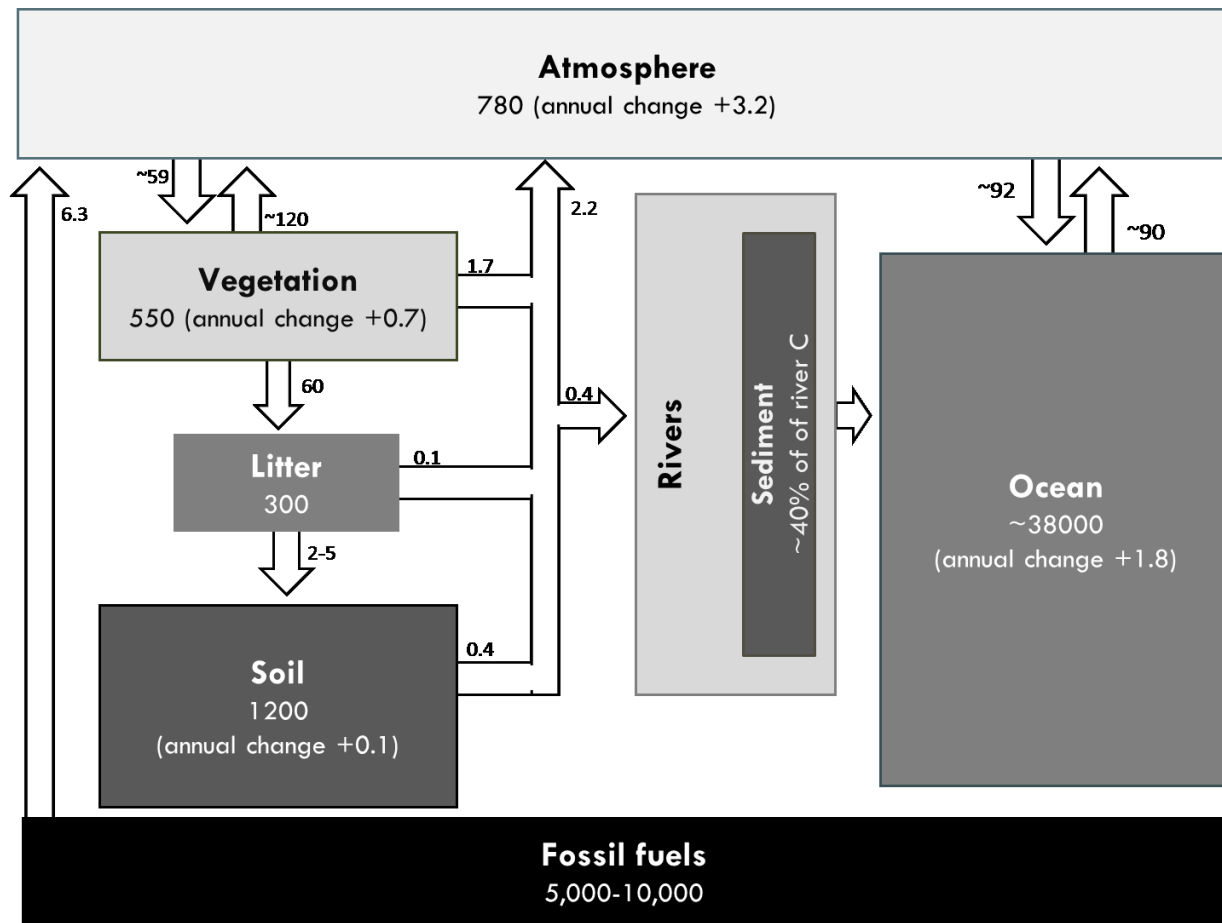 Atmosphere
780 (annual change +3.2)
~59
~120
6.3
2.2
~92
~90
Vegetation
550 (annual change +0.7)
1.7
60
0.4
Litter
300
0.1
2-5
Rivers
Sediment
~40% of of river C
Ocean
~38000
(annual change +1.8)
Soil
1200
(annual change +0.1)
0.4
Fossil fuels
5,000-10,000